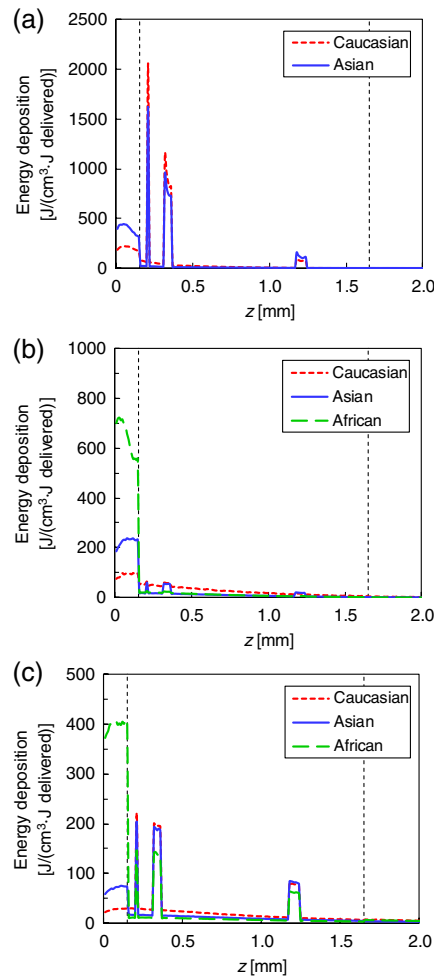 (a)
Energy deposition
[J/(cm³·J delivered)]
2500
2000
1500
1000
500
0
Caucasian
Asian
0 0.5 1.0 1.5 2.0
z [mm]
(b)
Energy deposition
[J/(cm³·J delivered)]
1000
800
600
400
200
0
Caucasian
Asian
African
0 0.5 1.0 1.5 2.0
z [mm]
(c)
Energy deposition
[J/(cm³·J delivered)]
500
400
300
200
100
0
Caucasian
Asian
African
0 0.5 1.0 1.5 2.0
z [mm]